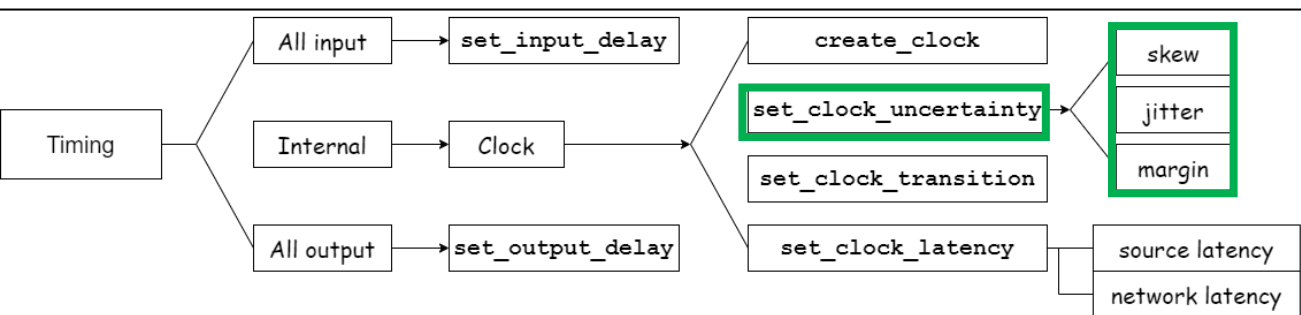 Timing
All input
set_input_delay
Internal
Clock
All output
set_output_delay
create_clock
set_clock_uncertainty
skew
jitter
margin
set_clock_transition
set_clock_latency
source latency
network latency